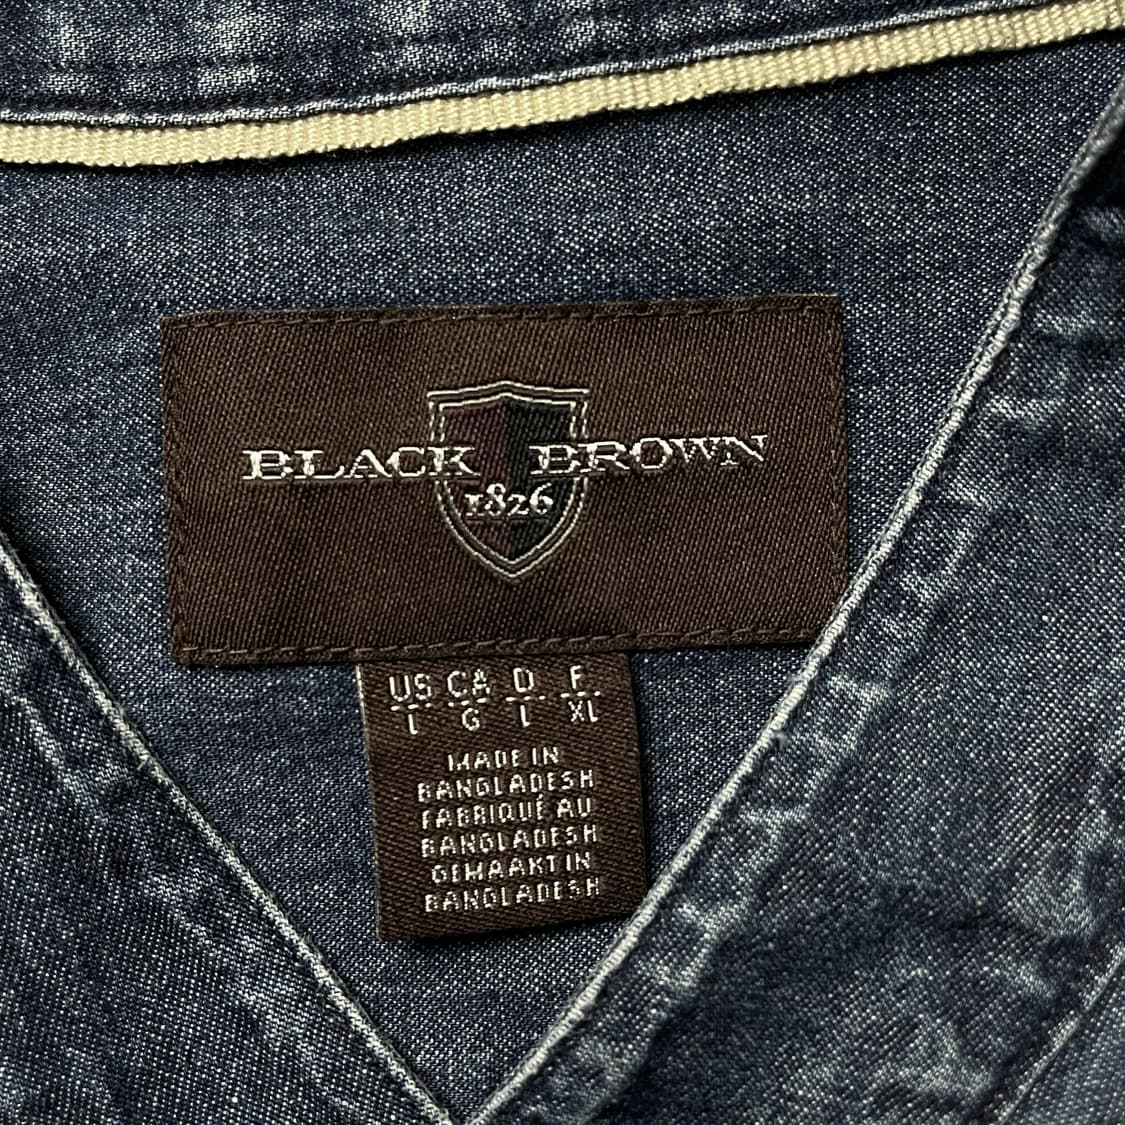 BLACK BROWN
1826
US CA D F
L G L XL
MADE IN
BANGLADESH
FABRIQUÉ AU
BANGLADESH
GEMAAKT IN
BANGLADESH